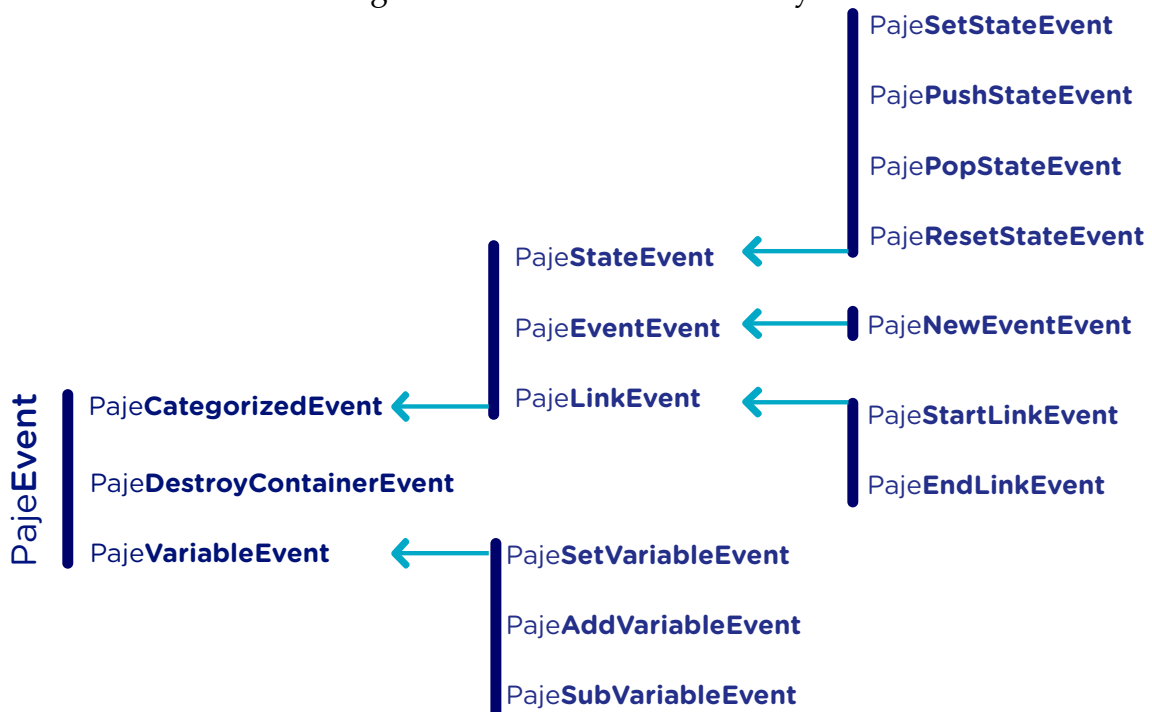 PajeEvent
PajeCategorizedEvent
PajeDestroyContainerEvent
PajeVariableEvent
PajeStateEvent
PajeEventEvent
PajeLinkEvent
PajeSetStateEvent
PajePushStateEvent
PajePopStateEvent
PajeResetStateEvent
PajeNewEventEvent
PajeStartLinkEvent
PajeEndLinkEvent
PajeSetVariableEvent
PajeAddVariableEvent
PajeSubVariableEvent